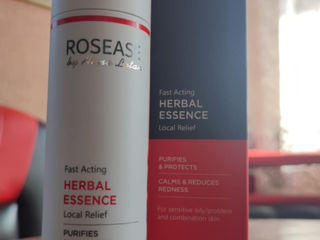 ROSEASE
by
Fast Acting
HERBAL
ESSENCE
Local Relief
PURIFIES
Fast Acting
HERBAL
ESSENCE
Local Relief
PURIFIES
& PROTECTS
CALMS & REDUCES
REDNESS
For sensitive oily/problem
and combination skin